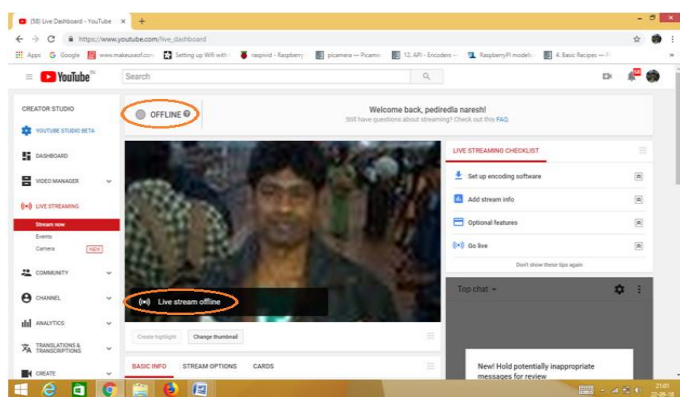 (58) Live Dashboard - YouTube
https://www.youtube.com/live_dashboard
Apps
Google
Setting up Wifi with
raspivid - Raspberry
picamera — Picame
12. API - Encoders —
RaspberryPI models
4. Basic Recipes —
YouTube IN
Search
58
CREATOR STUDIO
YOUTUBE STUDIO BETA
DASHBOARD
VIDEO MANAGER
LIVE STREAMING
Stream now
Events
Camera
NEW
COMMUNITY
CHANNEL
ANALYTICS
TRANSLATIONS &
TRANSCRIPTIONS
CREATE
OFFLINE
Welcome back, pediredla naresh!
Still have questions about streaming? Check out this FAQ.
Live stream offline
Create highlight
Change thumbnail
BASIC INFO
STREAM OPTIONS
CARDS
LIVE STREAMING CHECKLIST
Set up encoding software
Add stream info
Optional features
Go live
Don't show these tips again
Top chat
New! Hold potentially inappropriate
messages for review
21:01